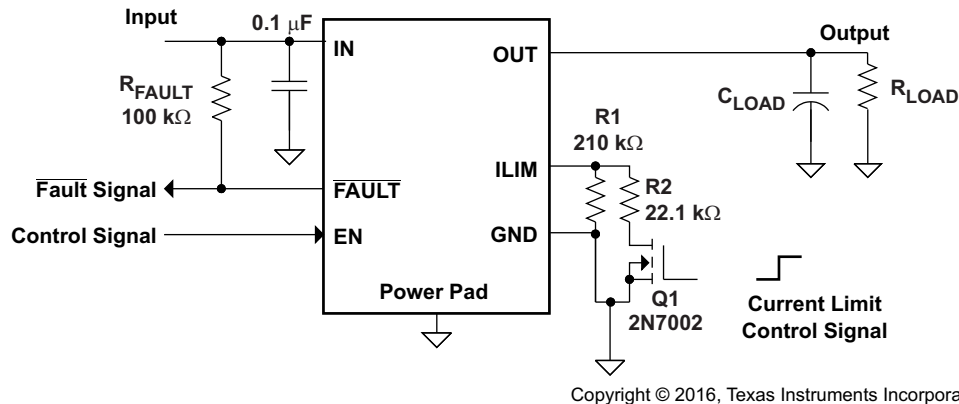 Input
0.1 μF
IN
OUT
Output
R_FAULT
100 kΩ
C_LOAD
R_LOAD
R1
210 kΩ
ILIM
R2
22.1 kΩ
Fault Signal
FAULT
Control Signal
EN
GND
Power Pad
Q1
2N7002
Current Limit
Control Signal
Copyright © 2016, Texas Instruments Incorpora